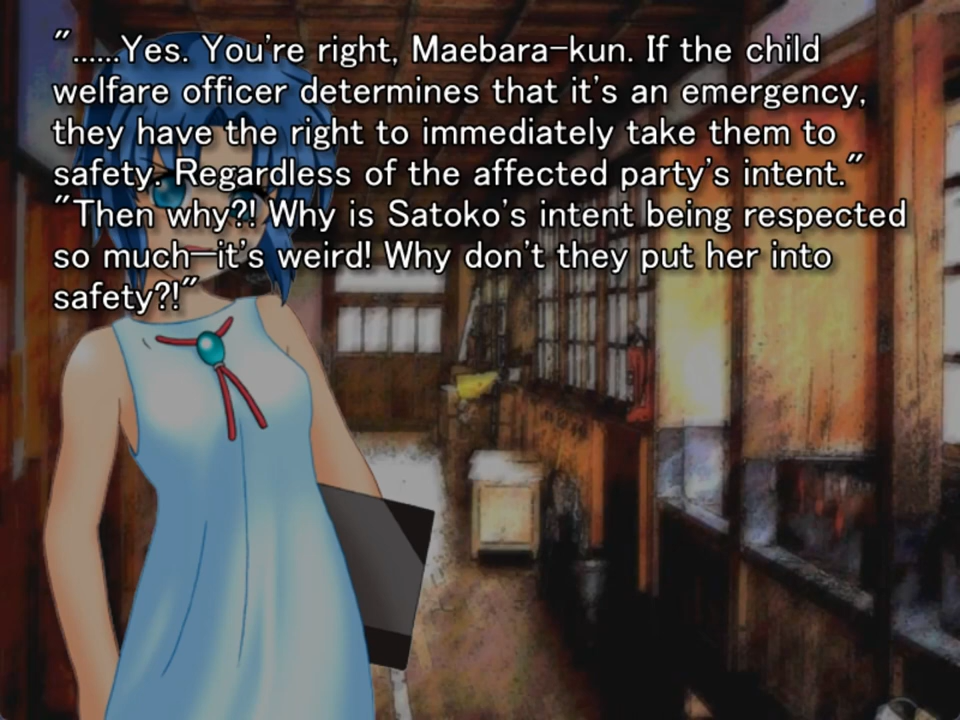 "......Yes. You're right, Maebara-kun. If the child
welfare officer determines that it's an emergency,
they have the right to immediately take them to
safety. Regardless of the affected party's intent."
"Then why?! Why is Satoko's intent being respected
so much—it's weird! Why don't they put her into
safety?!"